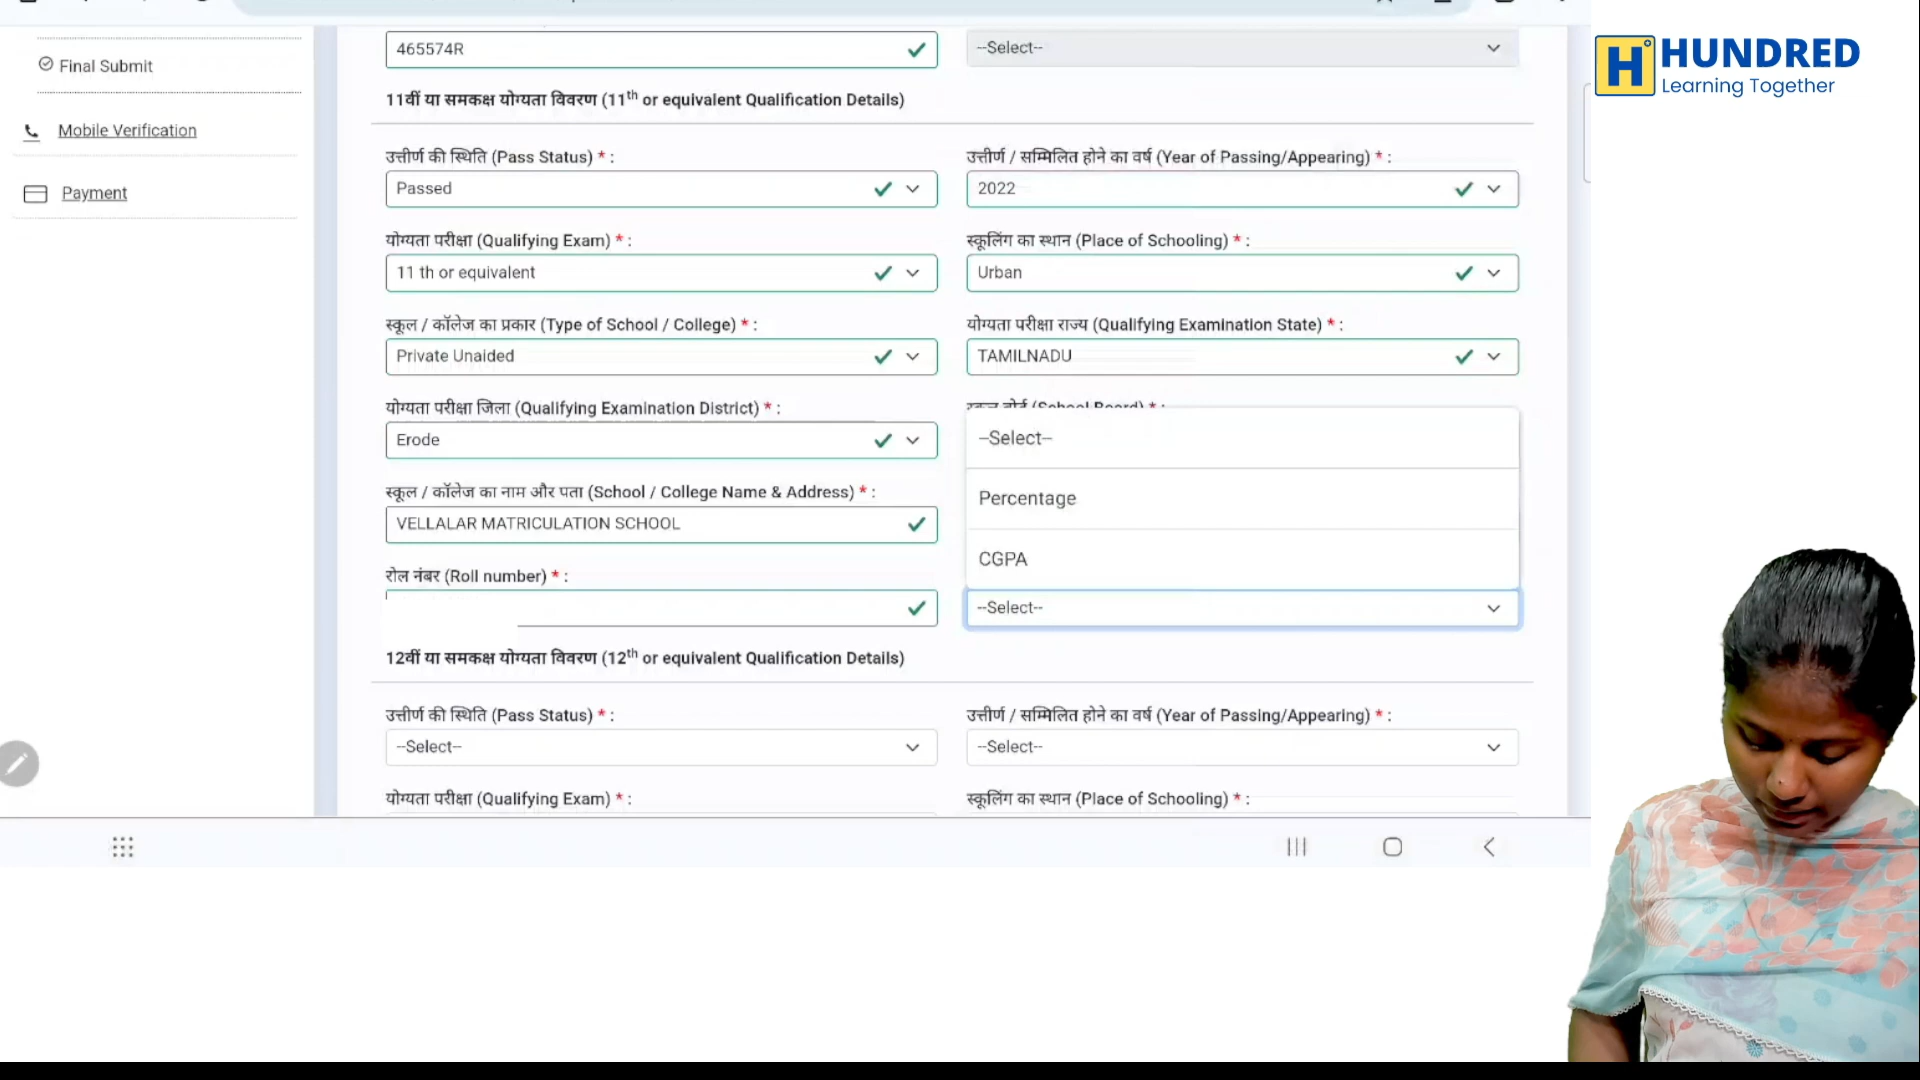 465574R
--Select--
Final Submit
11वीं या समकक्ष योग्यता विवरण (11th or equivalent Qualification Details)
Mobile Verification
उत्तीर्ण की स्थिति (Pass Status) * :
उत्तीर्ण / सम्मिलित होने का वर्ष (Year of Passing/Appearing) * :
Passed
2022
Payment
योग्यता परीक्षा (Qualifying Exam) * :
स्कूलिंग का स्थान (Place of Schooling) * :
11 th or equivalent
Urban
स्कूल / कॉलेज का प्रकार (Type of School / College) * :
योग्यता परीक्षा राज्य (Qualifying Examination State) * :
Private Unaided
TAMILNADU
योग्यता परीक्षा जिला (Qualifying Examination District) * :
स्कूल बोर्ड (School Board) * :
Erode
--Select--
Percentage
CGPA
स्कूल / कॉलेज का नाम और पता (School / College Name & Address) * :
VELLALAR MATRICULATION SCHOOL
रोल नंबर (Roll number) * :
--Select--
12वीं या समकक्ष योग्यता विवरण (12th or equivalent Qualification Details)
उत्तीर्ण की स्थिति (Pass Status) * :
उत्तीर्ण / सम्मिलित होने का वर्ष (Year of Passing/Appearing) * :
--Select--
--Select--
योग्यता परीक्षा (Qualifying Exam) * :
स्कूलिंग का स्थान (Place of Schooling) * :
H HUNDRED
Learning Together